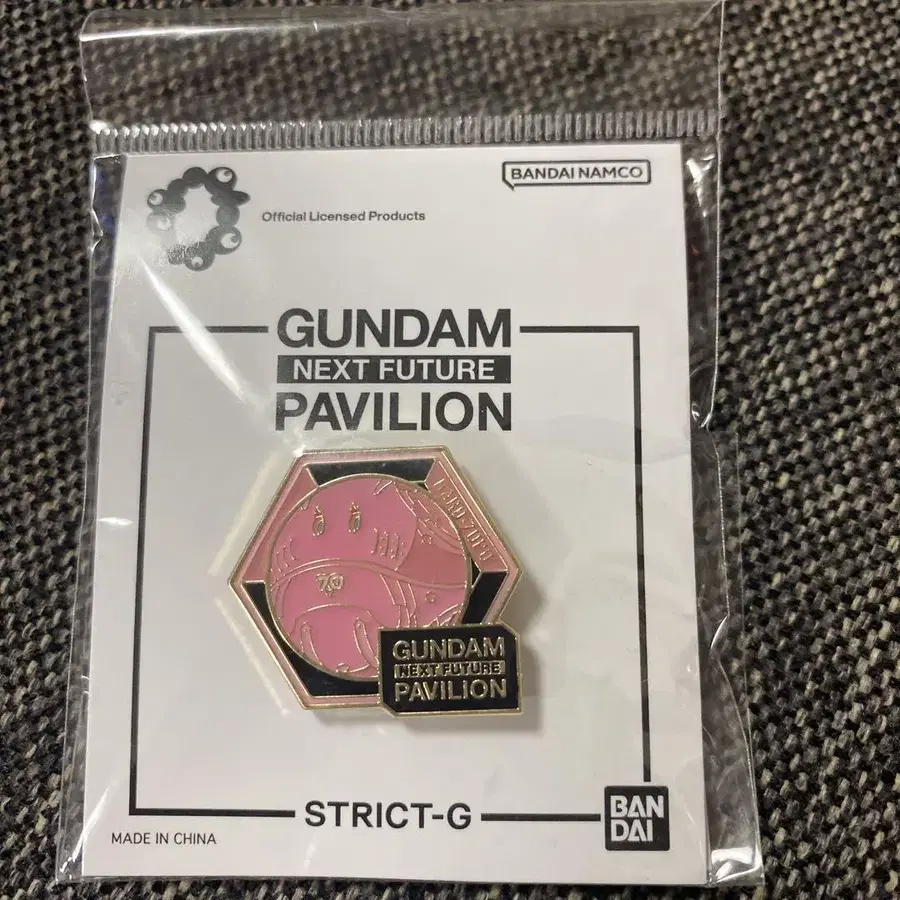 BANDAI NAMCO
Official Licensed Products
GUNDAM
NEXT FUTURE
PAVILION
GUNDAM
NEXT FUTURE
PAVILION
STRICT-G
BAN
DAI
MADE IN CHINA